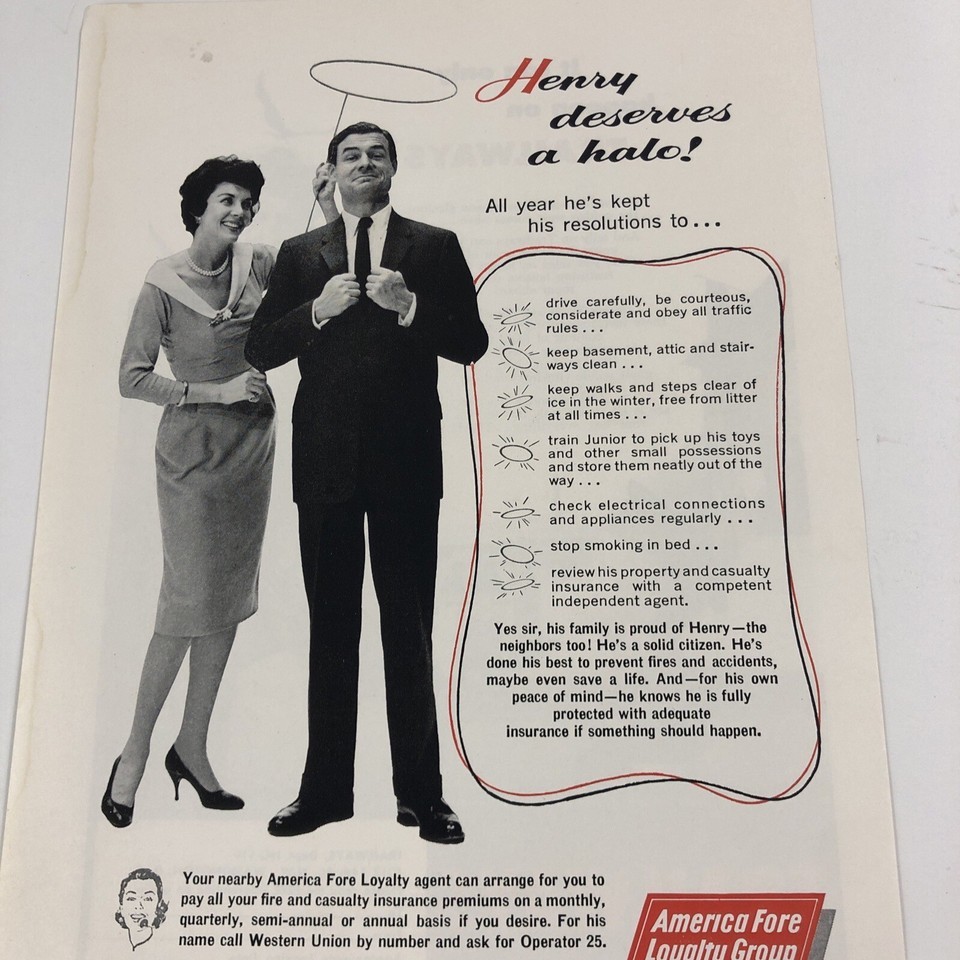 Henry
deserves
a halo!
All year he's kept
his resolutions to...
drive carefully, be courteous,
considerate and obey all traffic
rules...
keep basement, attic and stair-
ways clean...
keep walks and steps clear of
ice in the winter, free from litter
at all times...
train Junior to pick up his toys
and other small possessions
and store them neatly out of the
way...
check electrical connections
and appliances regularly...
stop smoking in bed...
review his property and casualty
insurance with a competent
independent agent.
Yes sir, his family is proud of Henry—the
neighbors too! He's a solid citizen. He's
done his best to prevent fires and accidents,
maybe even save a life. And—for his own
peace of mind—he knows he is fully
protected with adequate
insurance if something should happen.
Your nearby America Fore Loyalty agent can arrange for you to
pay all your fire and casualty insurance premiums on a monthly,
quarterly, semi-annual or annual basis if you desire. For his
name call Western Union by number and ask for Operator 25.
America Fore
Loyalty Group